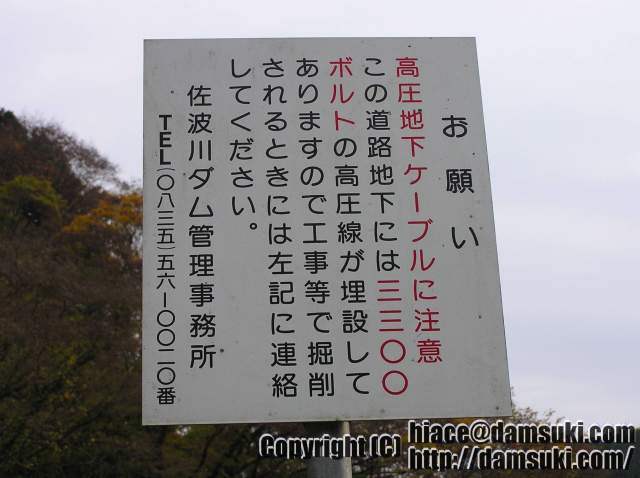 お願い
高圧地下ケーブルに注意
この道路地下には三三〇〇
ボルトの高圧線が埋設して
ありますので工事等で掘削
されるときには左記に連絡
してください。
佐波川ダム管理事務所
TEL(〇八三五)五六ー〇〇二〇番
Copyright (C) hiace@damsuki.com
http://damsuki.com/